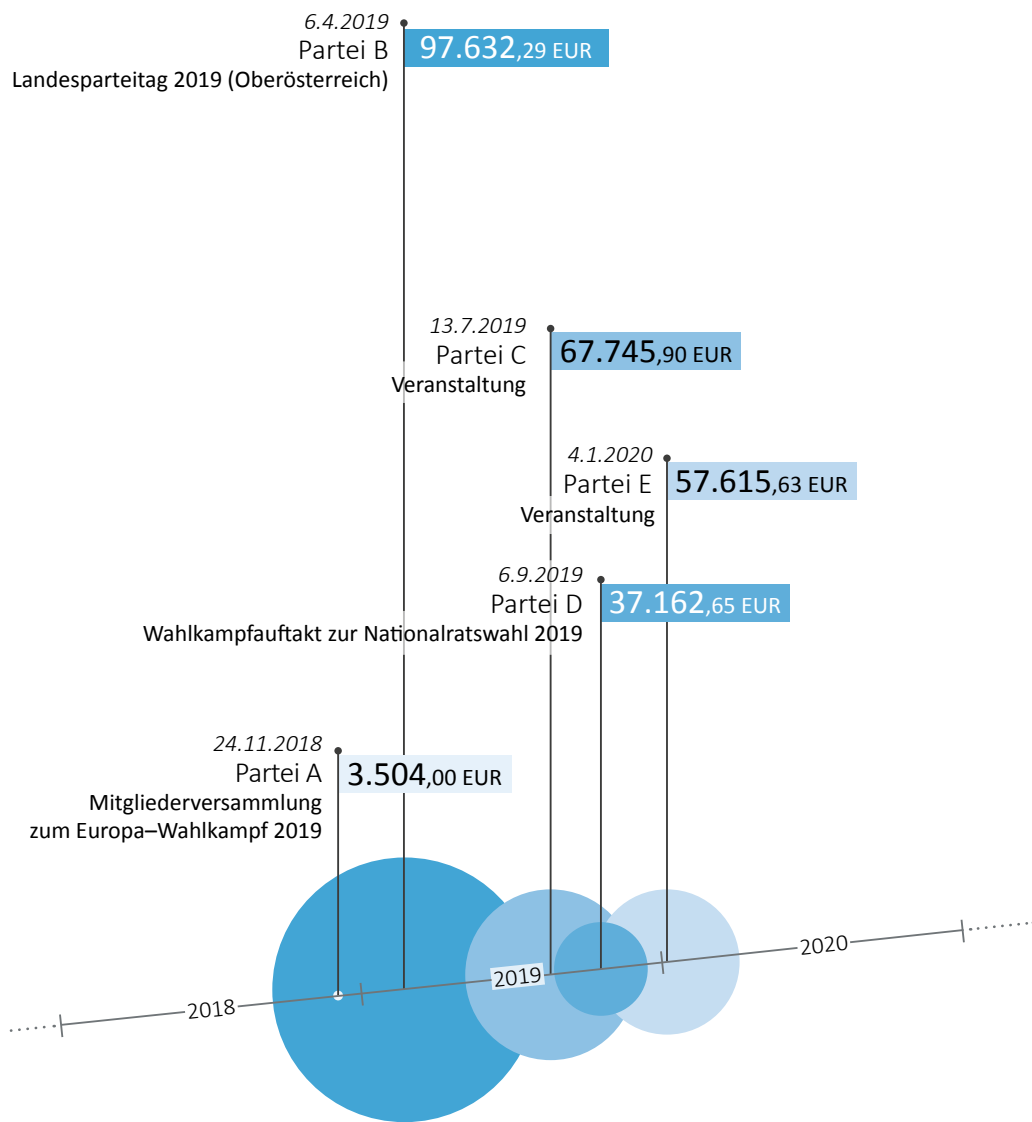 6.4.2019
Partei B
97.632,29 EUR
Landesparteitag 2019 (Oberösterreich)
13.7.2019
Partei C
67.745,90 EUR
Veranstaltung
4.1.2020
Partei E
57.615,63 EUR
Veranstaltung
6.9.2019
Partei D
37.162,65 EUR
Wahlkampfauftakt zur Nationalratswahl 2019
24.11.2018
Partei A
3.504,00 EUR
Mitgliederversammlung
zum Europa–Wahlkampf 2019
2018
2019
2020